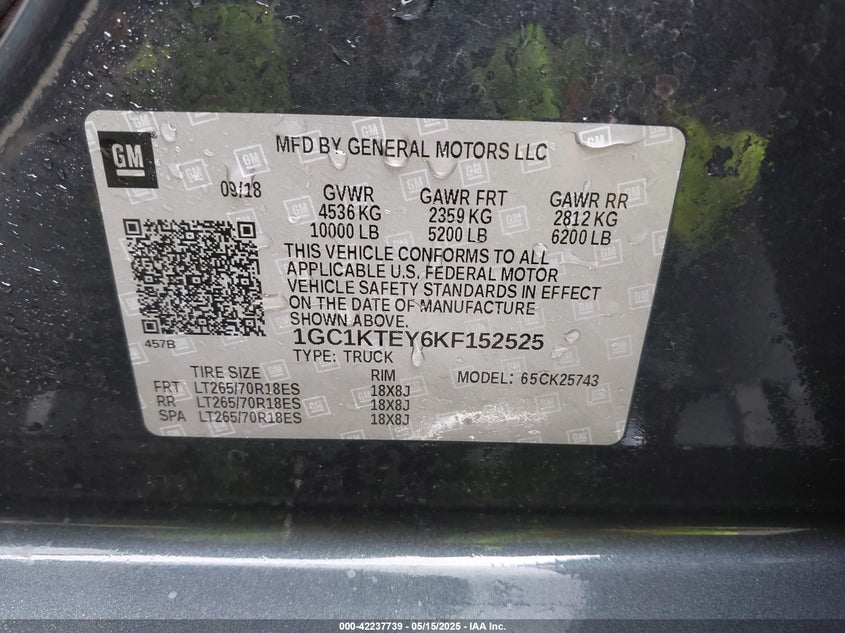 GM
MFD BY GENERAL MOTORS LLC
09/18 GVWR GAWR FRT GAWR RR
4536 KG 2359 KG 2812 KG
10000 LB 5200 LB 6200 LB
THIS VEHICLE CONFORMS TO ALL
APPLICABLE U.S. FEDERAL MOTOR
VEHICLE SAFETY STANDARDS IN EFFECT
ON THE DATE OF MANUFACTURE
SHOWN ABOVE.
457B
1GC1KTEY6KF152525
TYPE: TRUCK
TIRE SIZE RIM MODEL: 65CK25743
FRT LT265/70R18ES 18X8J
RR LT265/70R18ES 18X8J
SPA LT265/70R18ES 18X8J
000-42237739 - 05/15/2025 - IAA Inc.